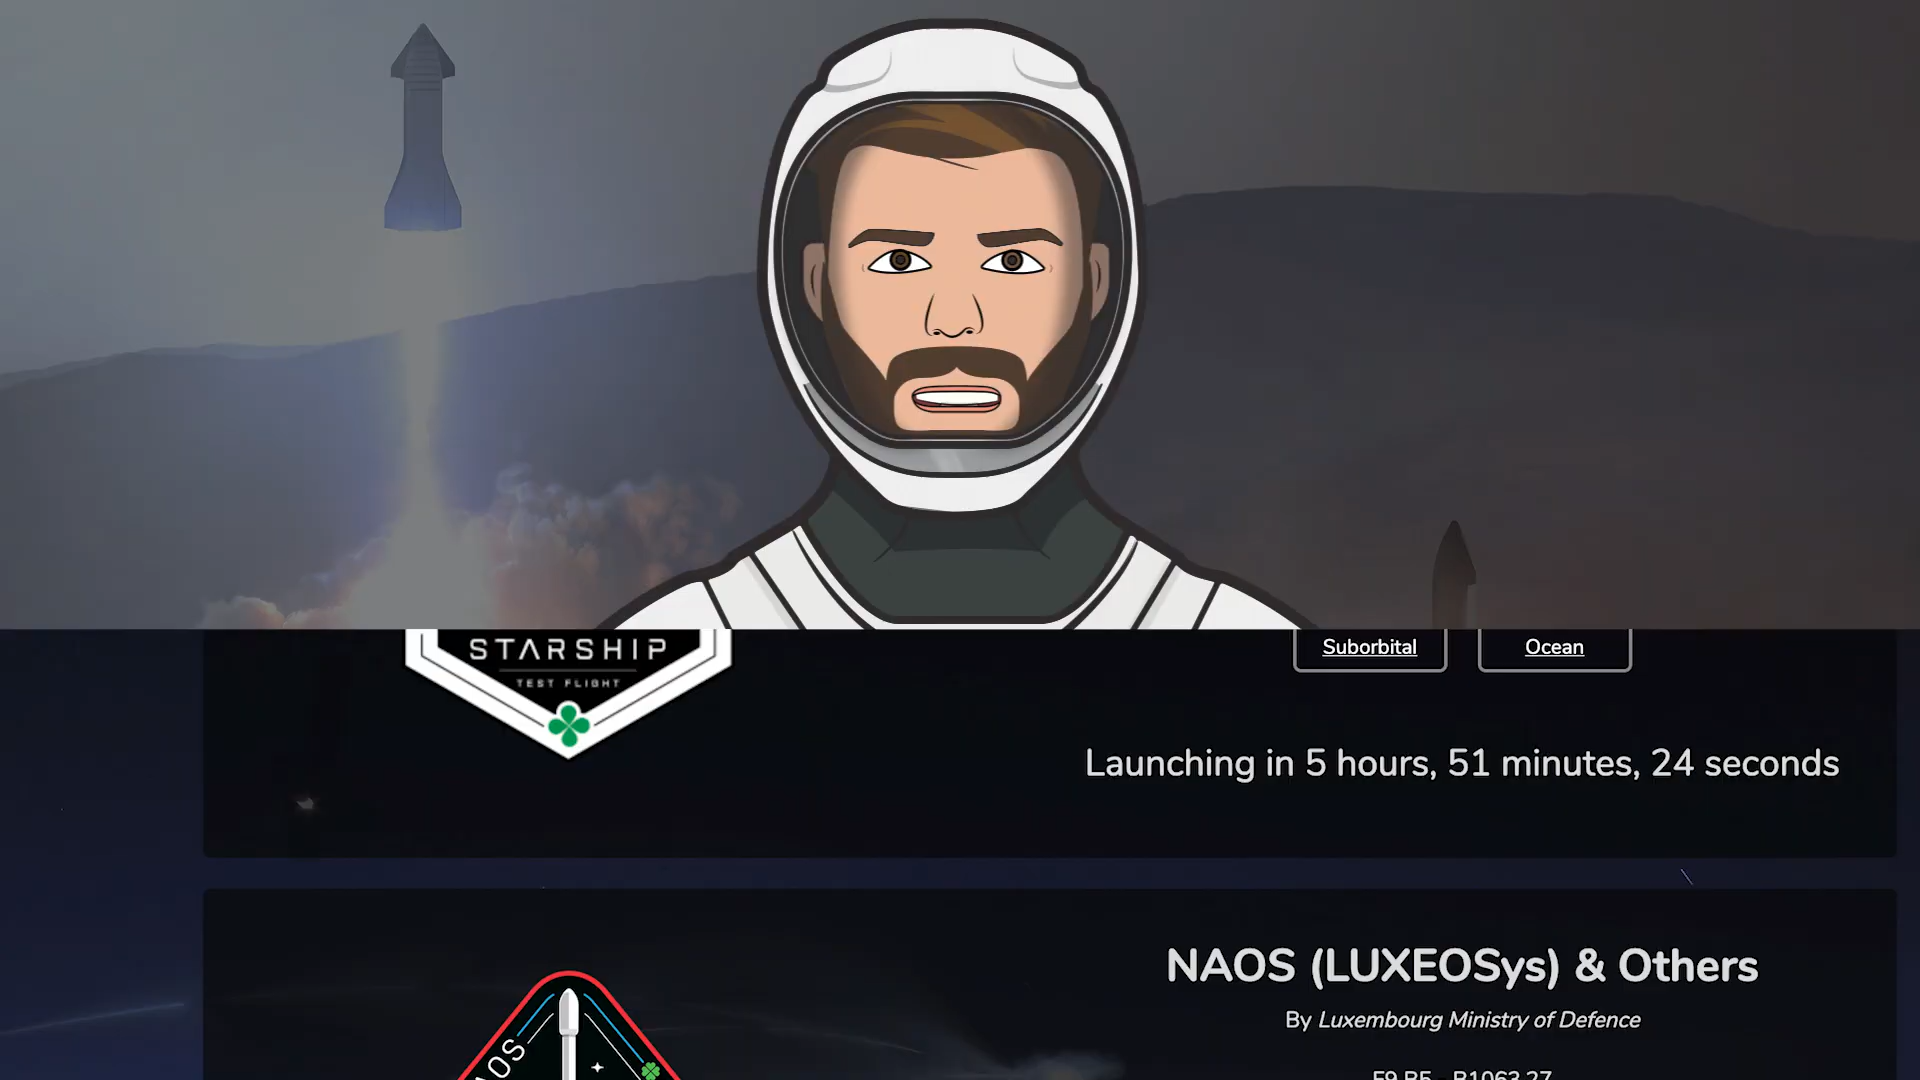 STARSHIP
TEST FLIGHT
Suborbital
Ocean
Launching in 5 hours, 51 minutes, 24 seconds
NAOS (LUXEOSys) & Others
By Luxembourg Ministry of Defence